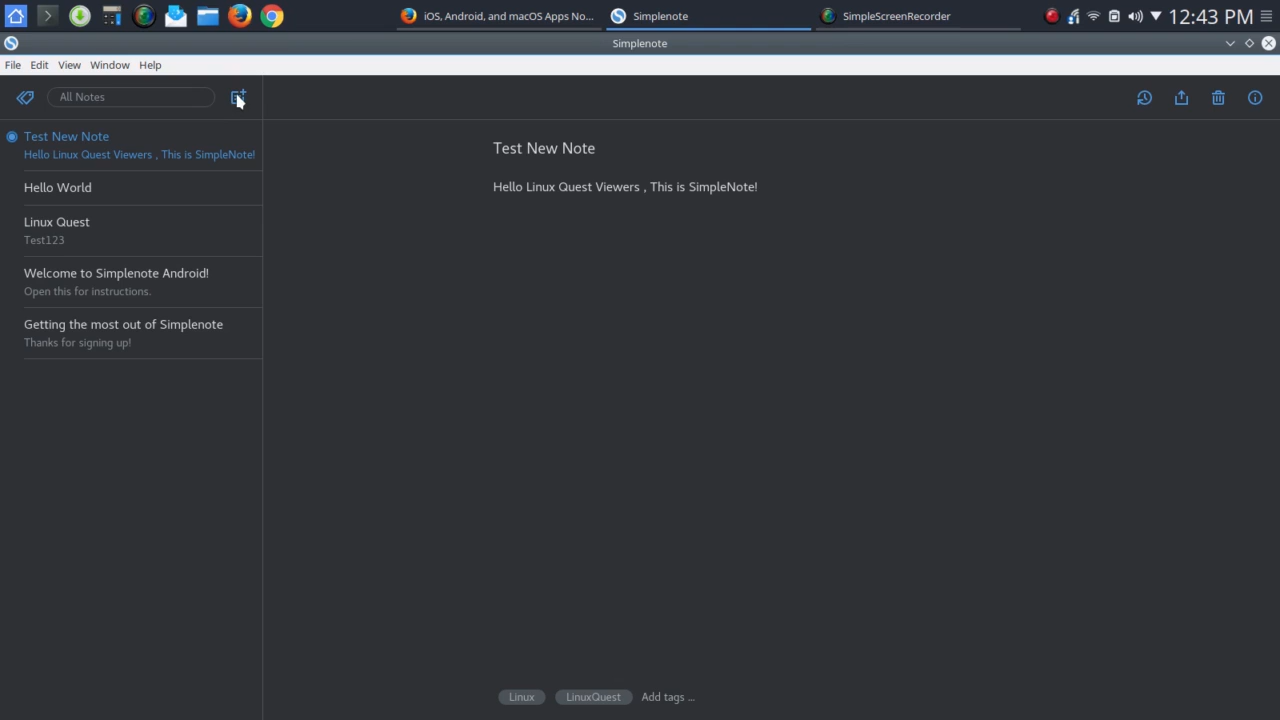 iOS, Android, and macOS Apps No...
Simplenote
SimpleScreenRecorder
12:43 PM
Simplenote
File Edit View Window Help
All Notes
Test New Note
Hello Linux Quest Viewers , This is SimpleNote!
Hello World
Linux Quest
Test123
Welcome to Simplenote Android!
Open this for instructions.
Getting the most out of Simplenote
Thanks for signing up!
Test New Note
Hello Linux Quest Viewers , This is SimpleNote!
Linux LinuxQuest Add tags ...